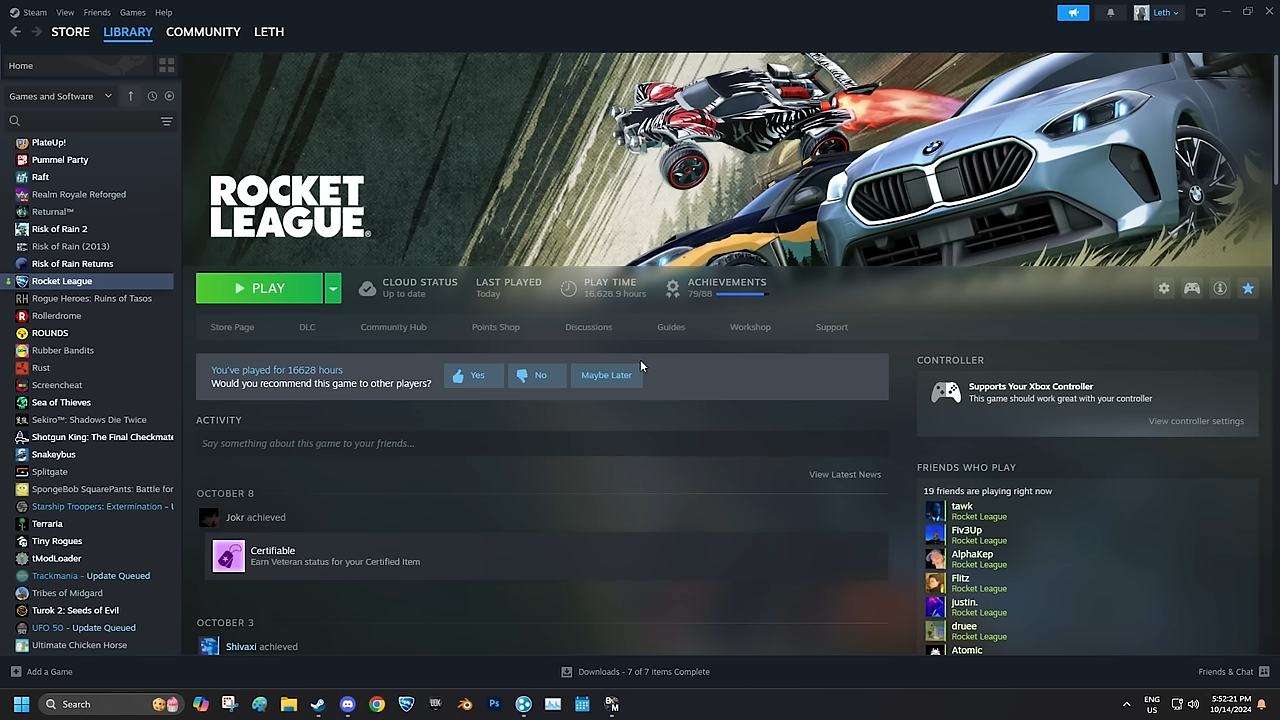 Steam View Friends Games Help
Leth
STORE LIBRARY COMMUNITY LETH
Home
Games and Software
PlateUp!
Pummel Party
Raft
Realm Royale Reforged
Returnal™
Risk of Rain 2
Risk of Rain (2013)
Risk of Rain Returns
Rocket League
Rogue Heroes: Ruins of Tasos
Rollerdrome
ROUNDS
Rubber Bandits
Rust
Screencheat
Sea of Thieves
Sekiro™: Shadows Die Twice
Shotgun King: The Final Checkmate
Snakeybus
Splitgate
SpongeBob SquarePants: Battle for
Starship Troopers: Extermination - U
Terraria
Tiny Rogues
tModLoader
Trackmania - Update Queued
Tribes of Midgard
Turok 2: Seeds of Evil
UFO 50 - Update Queued
Ultimate Chicken Horse
ROCKET
LEAGUE®
PLAY
CLOUD STATUS
Up to date
LAST PLAYED
Today
PLAY TIME
16,628.9 hours
ACHIEVEMENTS
79/88
Store Page DLC Community Hub Points Shop Discussions Guides Workshop Support
You've played for 16628 hours
Would you recommend this game to other players?
Yes No Maybe Later
ACTIVITY
Say something about this game to your friends...
View Latest News
OCTOBER 8
Jokr achieved
Certifiable
Earn Veteran status for your Certified Item
OCTOBER 3
Shivaxi achieved
CONTROLLER
Supports Your Xbox Controller
This game should work great with your controller
View controller settings
FRIENDS WHO PLAY
19 friends are playing right now
tawk
Rocket League
Fiv3Up
Rocket League
AlphaKep
Rocket League
Flitz
Rocket League
justin.
Rocket League
druee
Rocket League
Atomic
Add a Game
Downloads - 7 of 7 Items Complete
Friends & Chat
Search
ENG
US
5:52:21 PM
10/14/2024